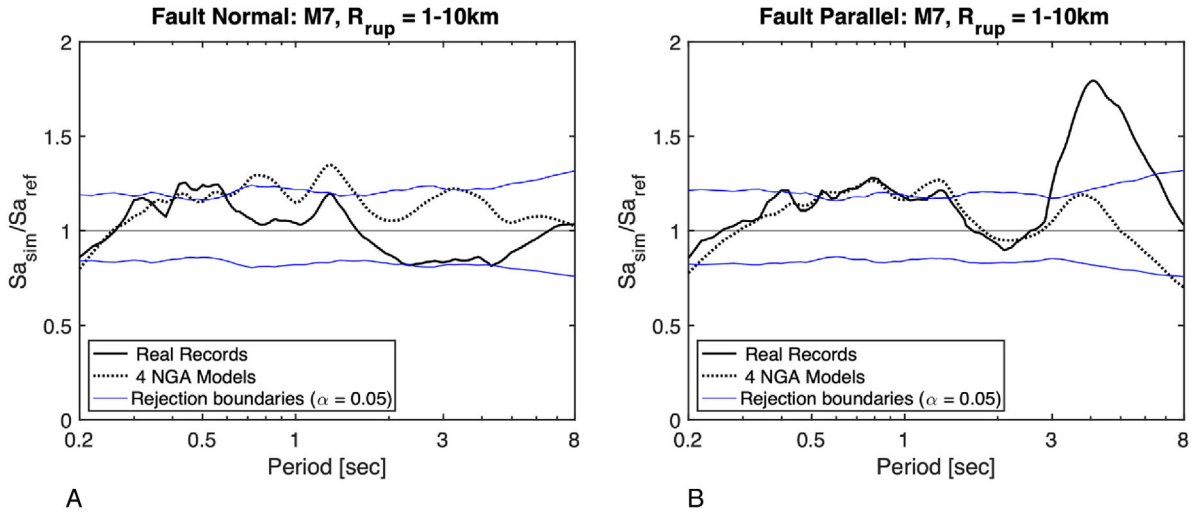 Fault Normal: M7, Rrup = 1-10km
2
1.5
1
0.5
0
Sasim/Saref
Real Records
4 NGA Models
Rejection boundaries (α = 0.05)
0.2 0.5 1 3 8
Period [sec]
A
Fault Parallel: M7, Rrup = 1-10km
2
1.5
1
0.5
0
Sasim/Saref
Real Records
4 NGA Models
Rejection boundaries (α = 0.05)
0.2 0.5 1 3 8
Period [sec]
B